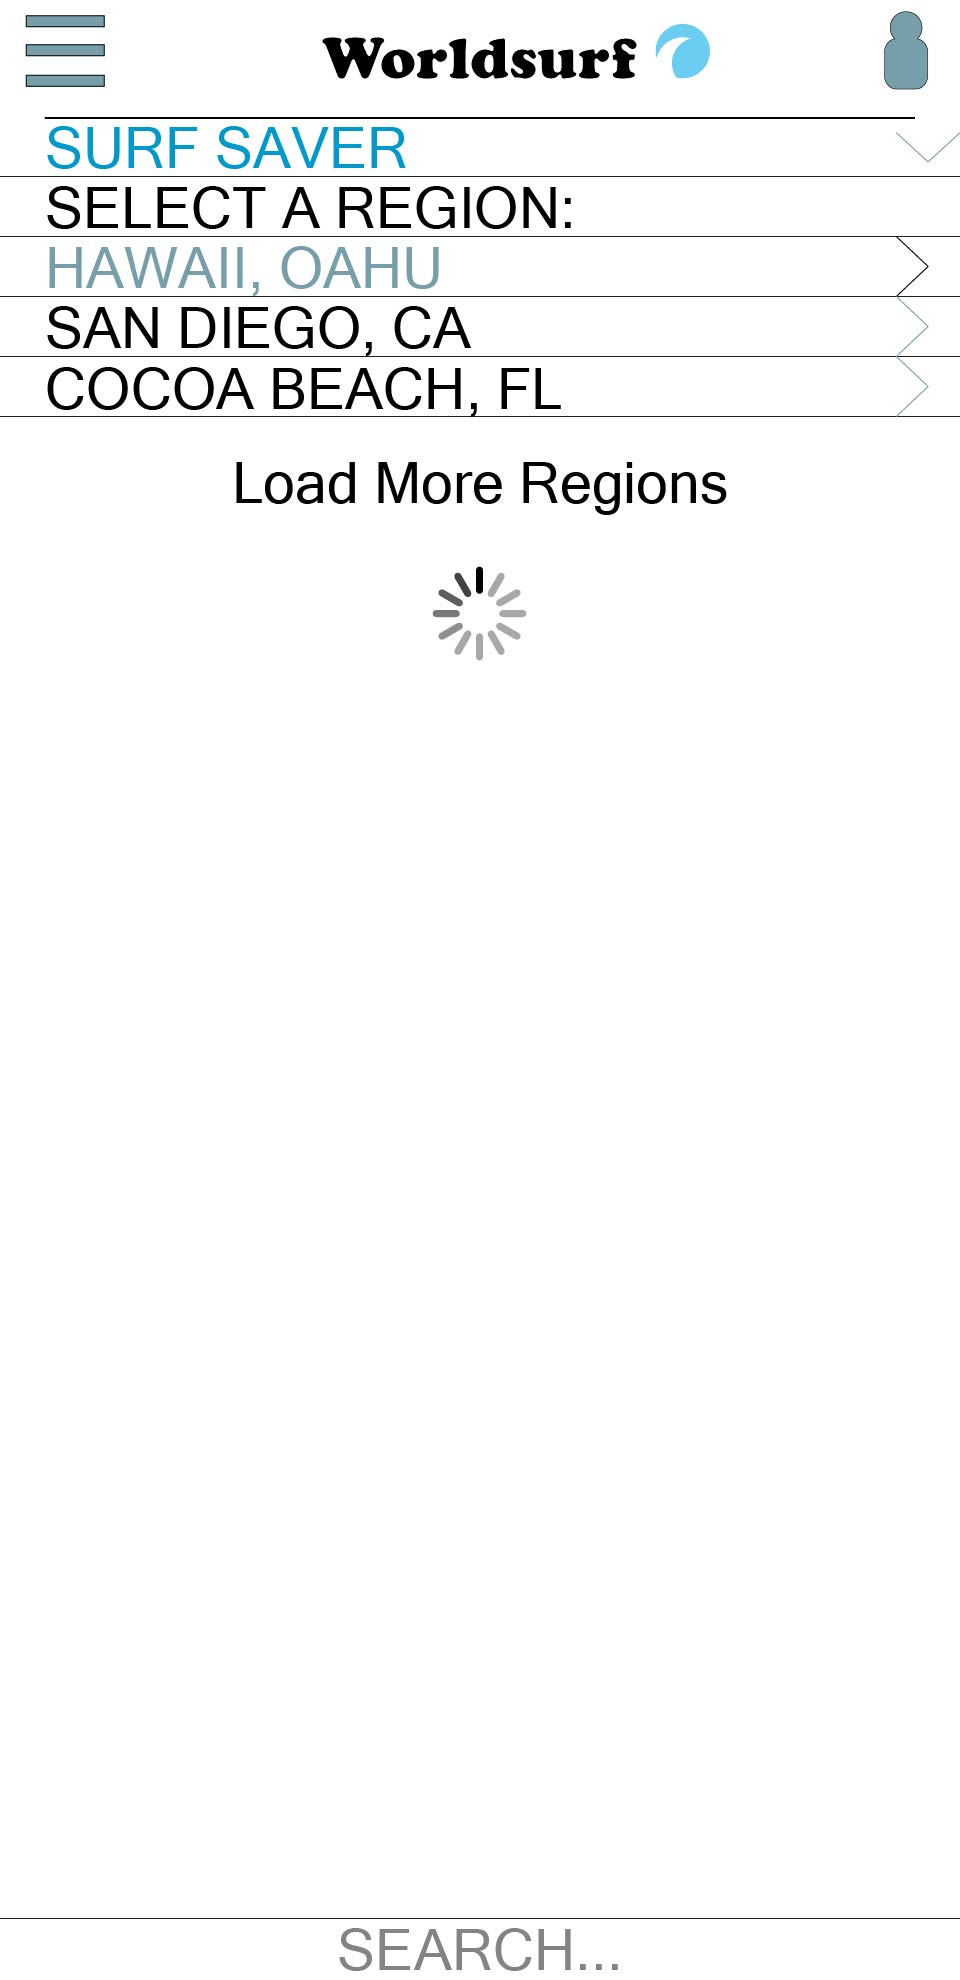 Worldsurf
SURF SAVER
SELECT A REGION:
HAWAII, OAHU
SAN DIEGO, CA
COCOA BEACH, FL
Load More Regions
SEARCH...